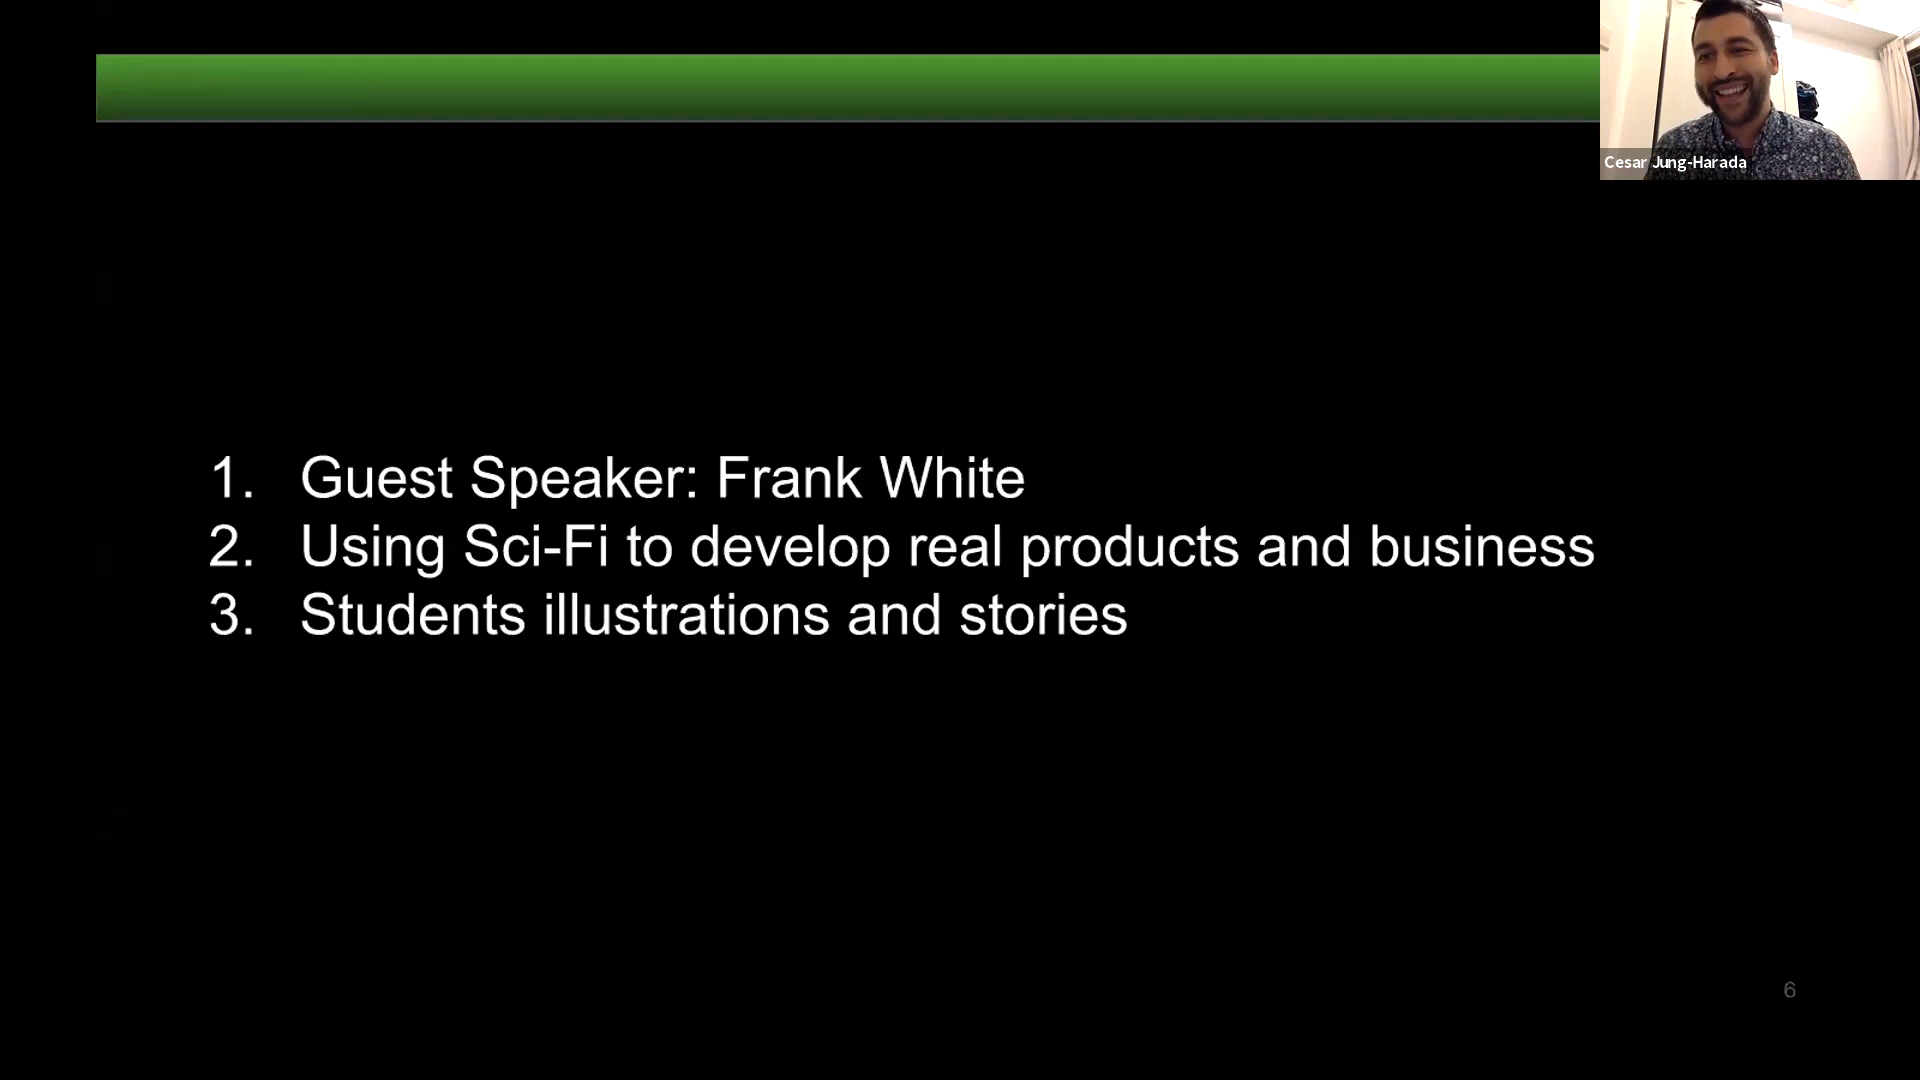 Cesar Jung-Harada
1. Guest Speaker: Frank White
2. Using Sci-Fi to develop real products and business
3. Students illustrations and stories
6